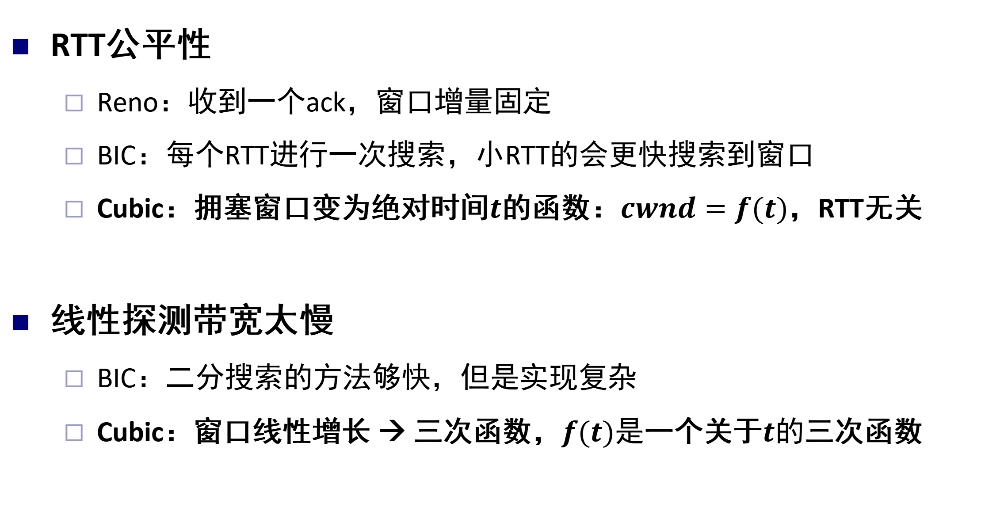 RTT公平性
Reno：收到一个ack，窗口增量固定
BIC：每个RTT进行一次搜索，小RTT的会更快搜索到窗口
Cubic：拥塞窗口变为绝对时间t的函数：cwnd = f(t)，RTT无关
线性探测带宽太慢
BIC：二分搜索的方法够快，但是实现复杂
Cubic：窗口线性增长 → 三次函数，f(t)是一个关于t的三次函数